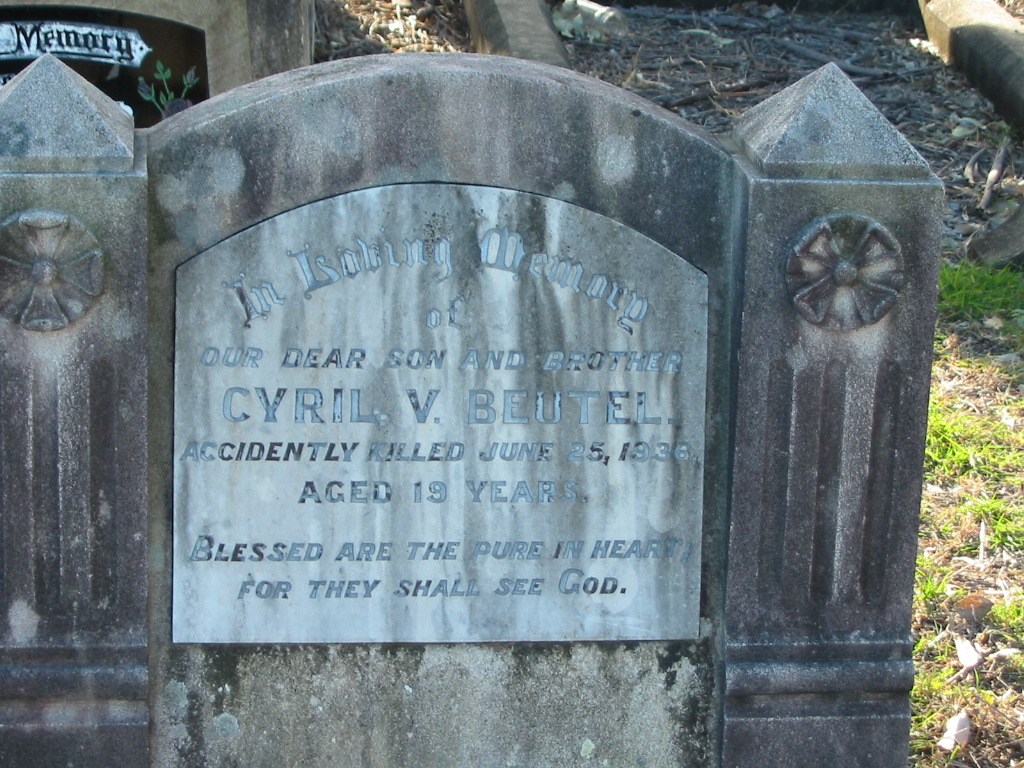 Memory
In Loving Memory
of
OUR DEAR SON AND BROTHER
CYRIL. V. BEUTEL.
ACCIDENTLY KILLED JUNE 25, 1936,
AGED 19 YEARS.
BLESSED ARE THE PURE IN HEART;
FOR THEY SHALL SEE GOD.